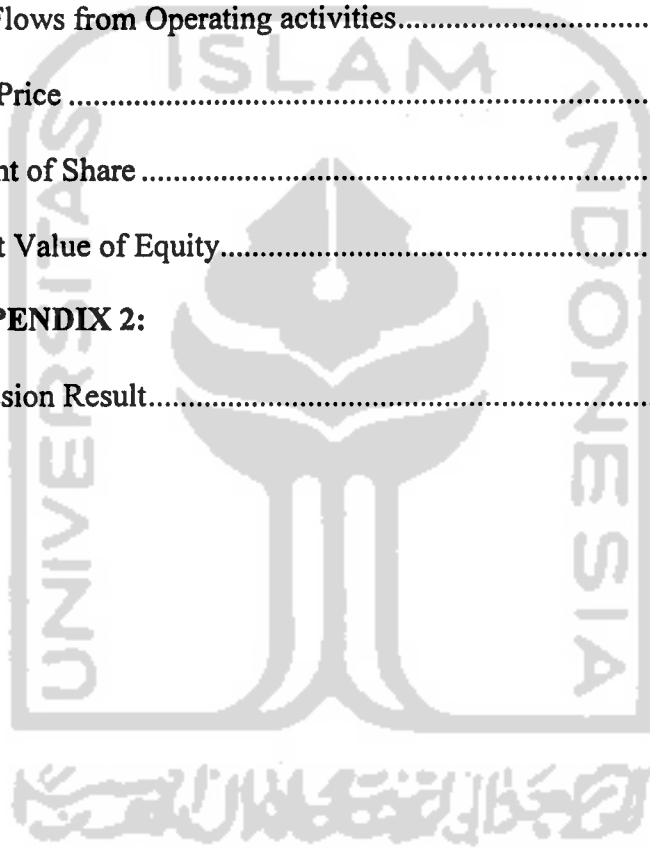 Flows from Operating activities............................................
Price ............................................................................................
nt of Share ................................................................................
t Value of Equity.....................................................................
PENDIX 2:
sion Result................................................................................
ISLAM
UNIVERSITAS
INDONESIA